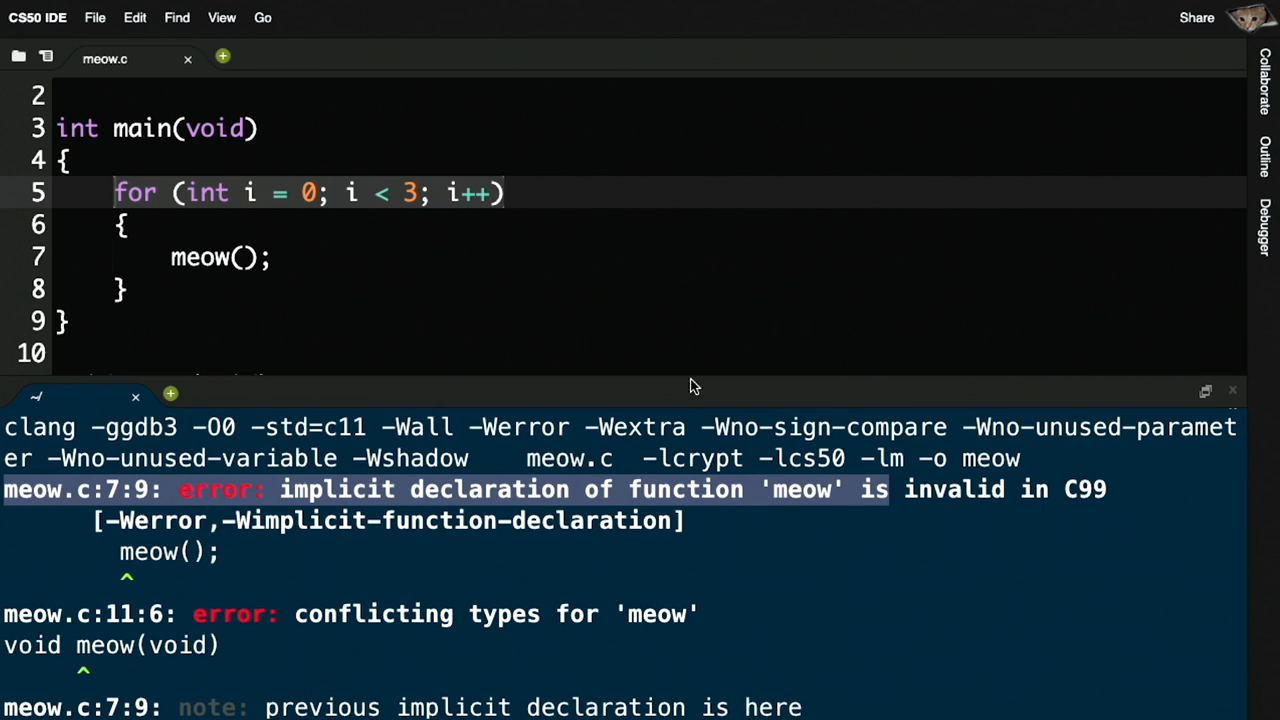 CS50 IDE File Edit Find View Go Share
meow.c
2
3 int main(void)
4 {
5 for (int i = 0; i < 3; i++)
6 {
7 meow();
8 }
9 }
10
Collaborate
Outline
Debugger
~/
clang -ggdb3 -O0 -std=c11 -Wall -Werror -Wextra -Wno-sign-compare -Wno-unused-paramet
er -Wno-unused-variable -Wshadow meow.c -lcrypt -lcs50 -lm -o meow
meow.c:7:9: error: implicit declaration of function 'meow' is invalid in C99
[-Werror,-Wimplicit-function-declaration]
meow();
^
meow.c:11:6: error: conflicting types for 'meow'
void meow(void)
^
meow.c:7:9: note: previous implicit declaration is here